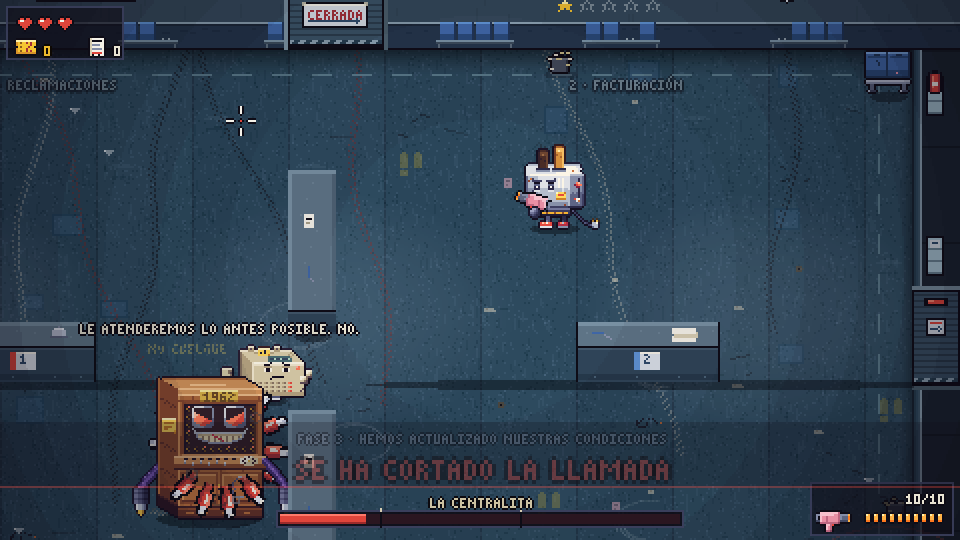 CERRADA
0
0
RECLAMACIONES
2 - FACTURACIÓN
LE ATENDEREMOS LO ANTES POSIBLE. NO.
NO CUELGUE
1
2
1962
FASE 3 - HEMOS ACTUALIZADO NUESTRAS CONDICIONES
SE HA CORTADO LA LLAMADA
LA CENTRALITA
10/10